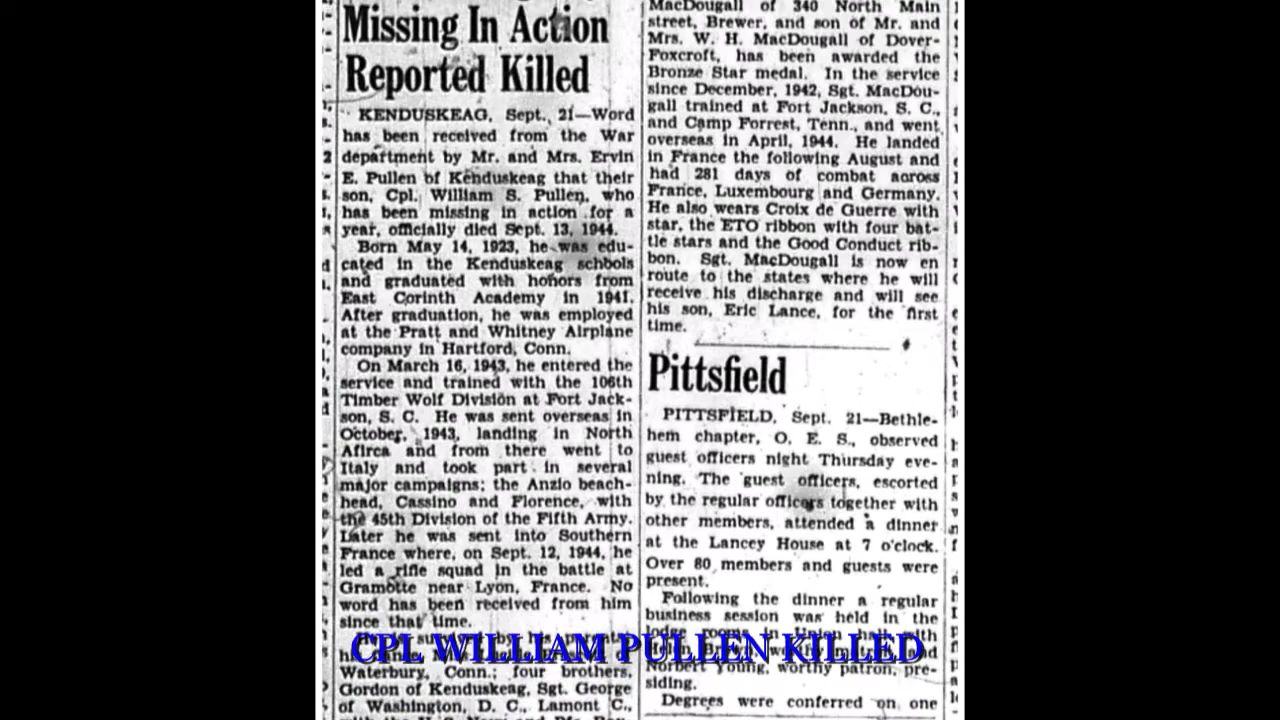 Missing In Action
Reported Killed
KENDUSKEAG, Sept. 21—Word
has been received from the War
department by Mr. and Mrs. Ervin
E. Pullen of Kenduskeag that their
son, Cpl. William S. Pullen, who
has been missing in action for a
year, officially died Sept. 13, 1944.
Born May 14, 1923, he was edu-
cated in the Kenduskeag schools
and graduated with honors from
East Corinth Academy in 1941.
After graduation, he was employed
at the Pratt and Whitney Airplane
company in Hartford, Conn.
On March 16, 1943, he entered the
service and trained with the 106th
Timber Wolf Division at Fort Jack-
son, S. C. He was sent overseas in
October, 1943, landing in North
Afirca and from there went to
Italy and took part in several
major campaigns; the Anzio beach-
head, Cassino and Florence, with
the 45th Division of the Fifth Army.
Later he was sent into Southern
France where, on Sept. 12, 1944, he
led a rifle squad in the battle at
Gramotte near Lyon, France. No
word has been received from him
since that time.
Waterbury, Conn.; four brothers,
Gordon of Kenduskeag, Sgt. George
of Washington, D. C., Lamont C.,
MacDougall of 340 North Main
street, Brewer, and son of Mr. and
Mrs. W. H. MacDougall of Dover-
Foxcroft, has been awarded the
Bronze Star medal. In the service
since December, 1942, Sgt. MacDou-
gall trained at Fort Jackson, S. C.,
and Camp Forrest, Tenn., and went
overseas in April, 1944. He landed
in France the following August and
had 281 days of combat across
France, Luxembourg and Germany.
He also wears Croix de Guerre with
star, the ETO ribbon with four bat-
tle stars and the Good Conduct rib-
bon. Sgt. MacDougall is now en
route to the states where he will
receive his discharge and will see
his son, Eric Lance, for the first
time.
Pittsfield
PITTSFIELD, Sept. 21—Bethle-
hem chapter, O. E. S., observed
guest officers night Thursday eve-
ning. The guest officers, escorted
by the regular officers together with
other members, attended a dinner
at the Lancey House at 7 o'clock.
Over 80 members and guests were
present.
Following the dinner a regular
business session was held in the
Norbert Young, worthy patron, pre-
siding.
Degrees were conferred on one
CPL WILLIAM PULLEN KILLED